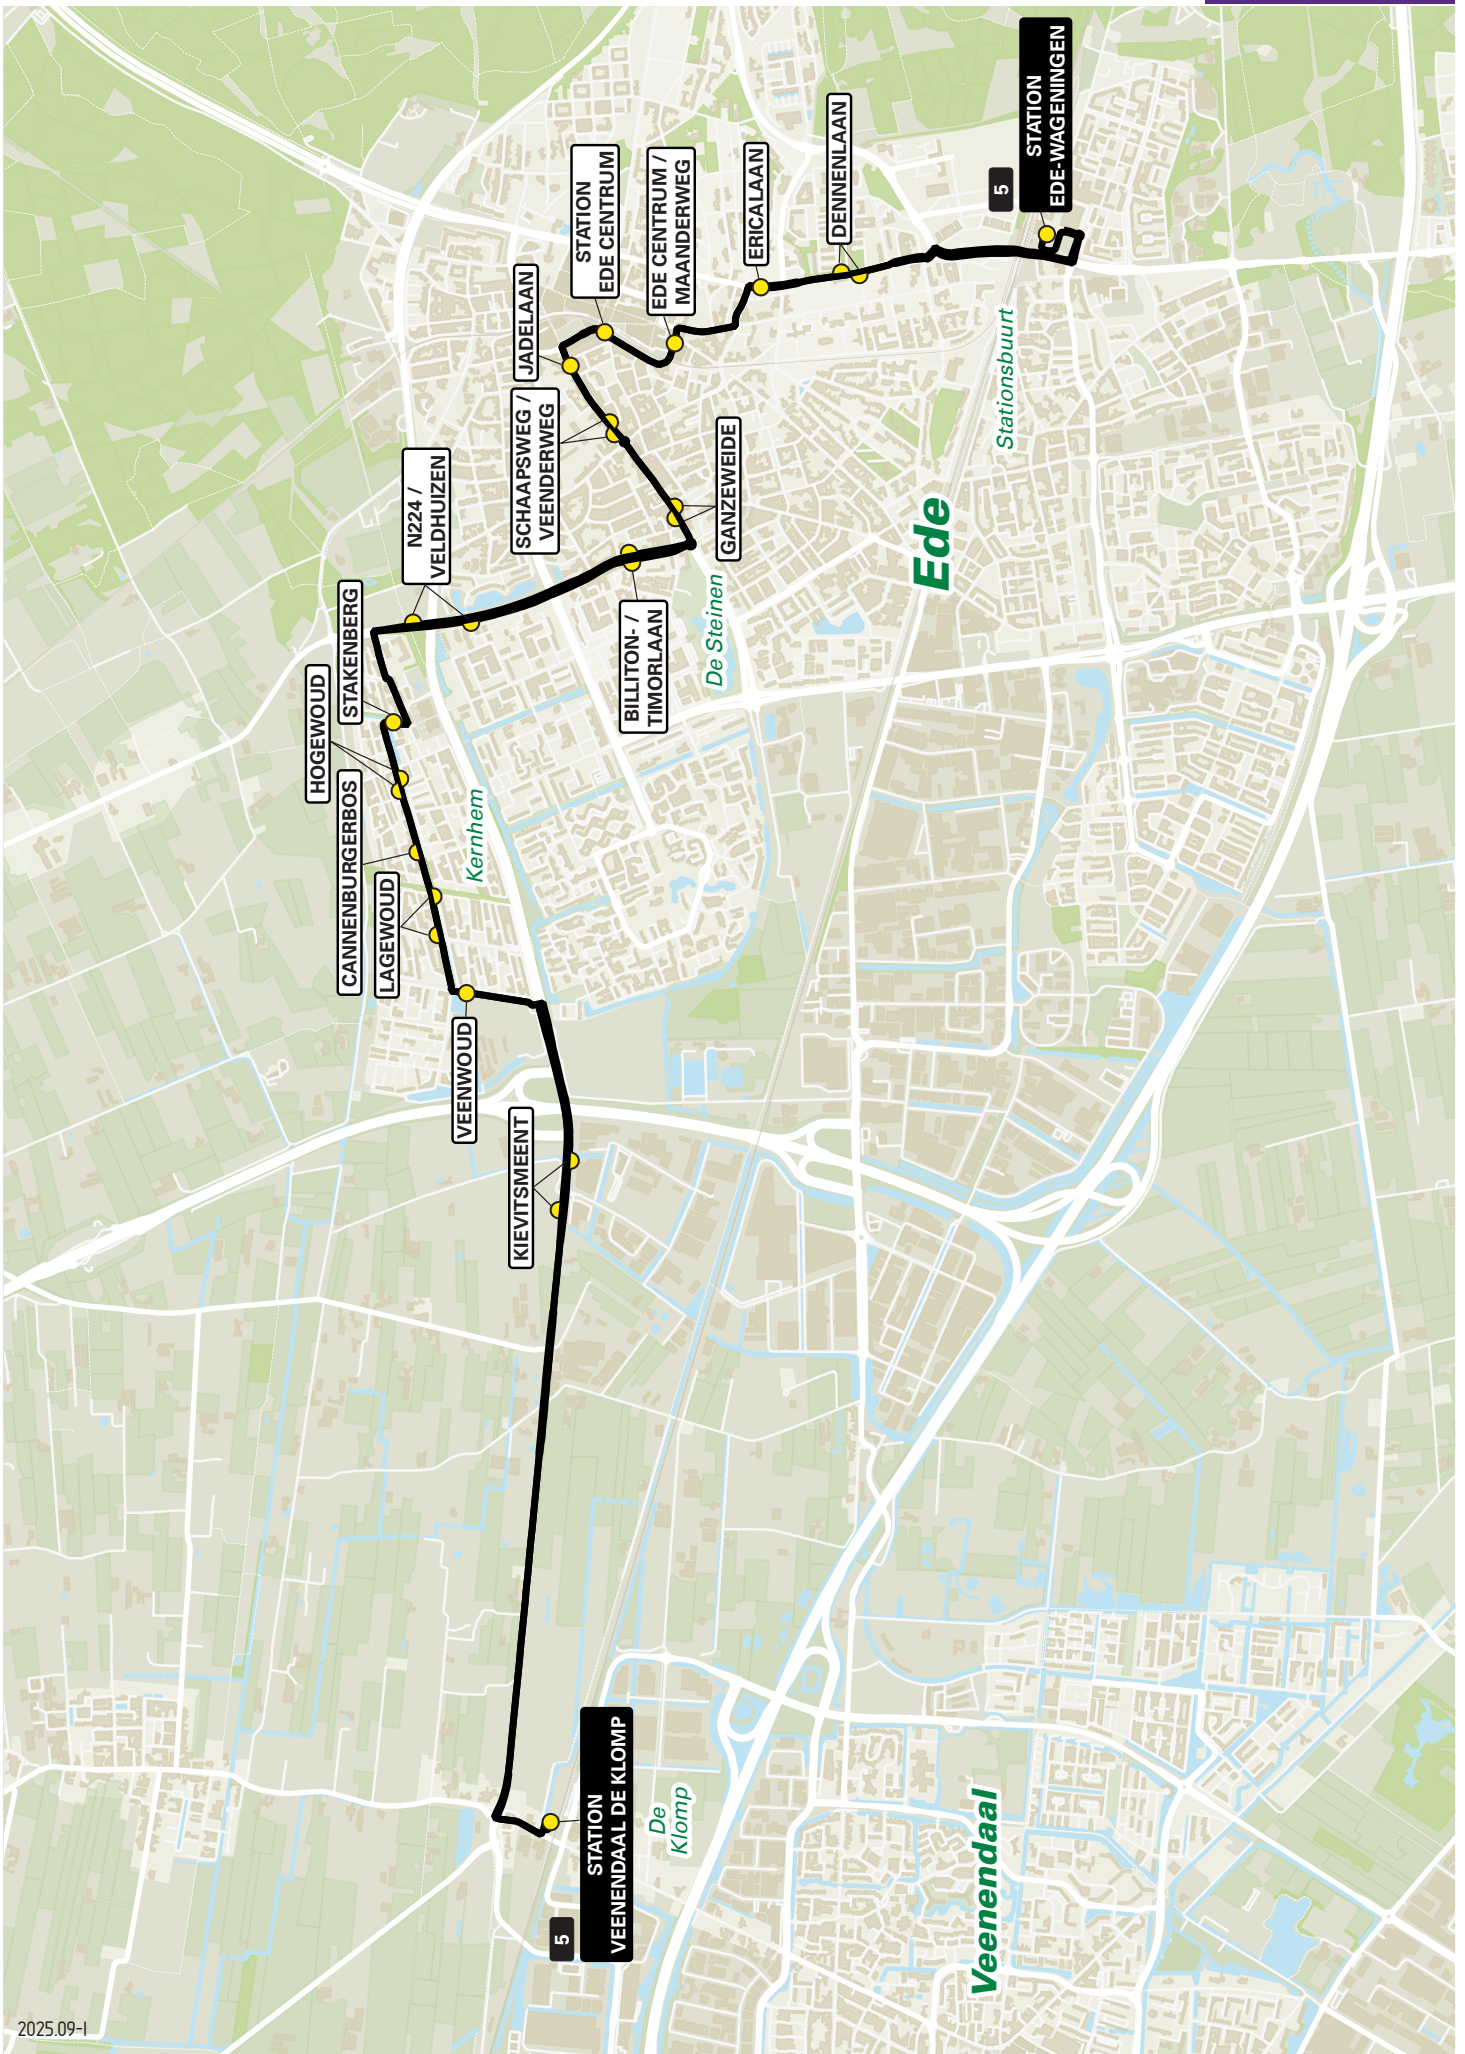 5
STATION
VEENENDAAL DE KLOMP
KIEVITSMEENT
VEENWOUD
LAGEWOUD
CANNENBURGERBOS
HOGEWOUD
STAKENBERG
N224 /
VELDHUIZEN
BILLITON- /
TIMORLAAN
GANZEWEIDE
SCHAAPSWEG /
VEENDERWEG
JADELAAN
STATION
EDE CENTRUM
EDE CENTRUM /
MAANDERWEG
ERICALAAN
DENNENLAAN
5
STATION
EDE-WAGENINGEN
Kernhem
De Steinen
Stationsbuurt
Ede
De
Klomp
Veenendaal
2025.09-I